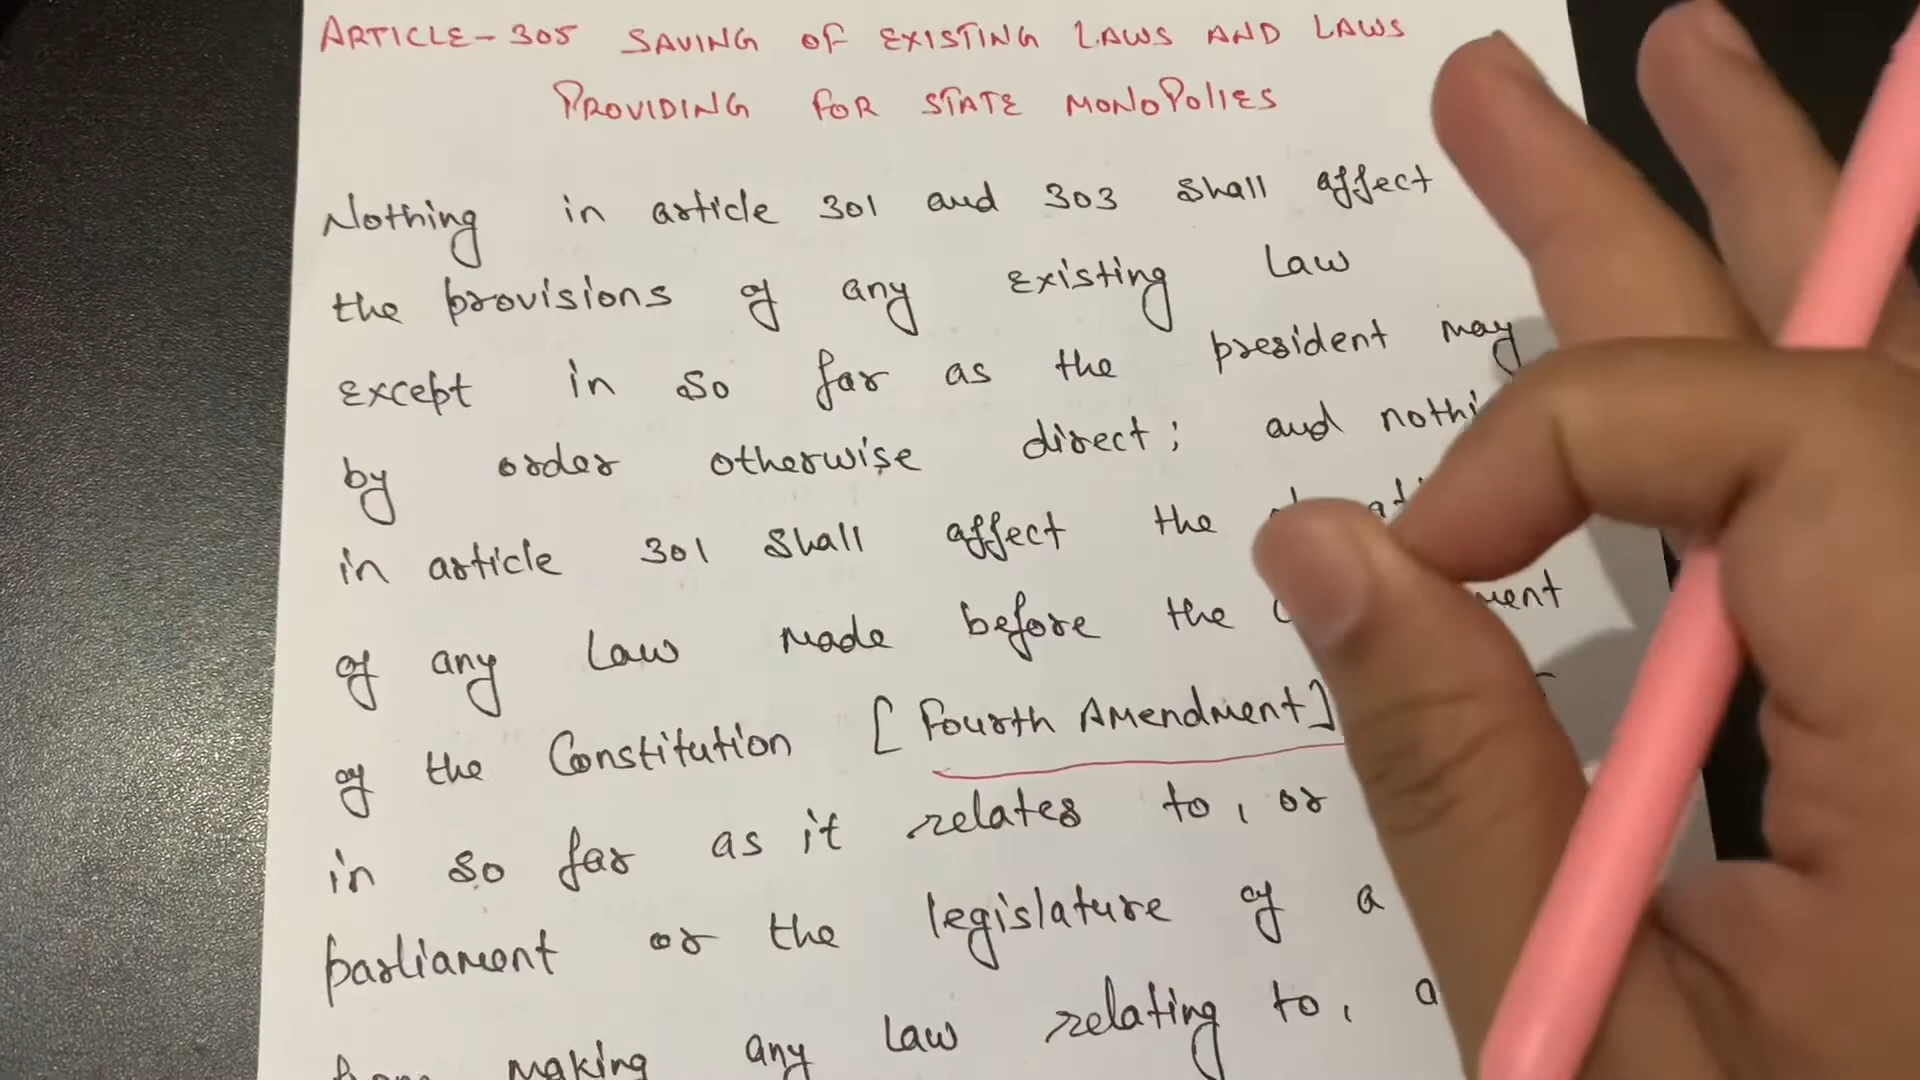 ARTICLE-305 SAVING OF EXISTING LAWS AND LAWS
PROVIDING FOR STATE MONOPOLIES
Nothing in article 301 and 303 shall affect
the provisions of any existing law
except in so far as the president may
by order otherwise direct; and
in article 301 shall affect the
of any law made before the
of the Constitution [Fourth Amendment]
in so far as it relates to, or
parliament or the legislature of a
making any law relating to,